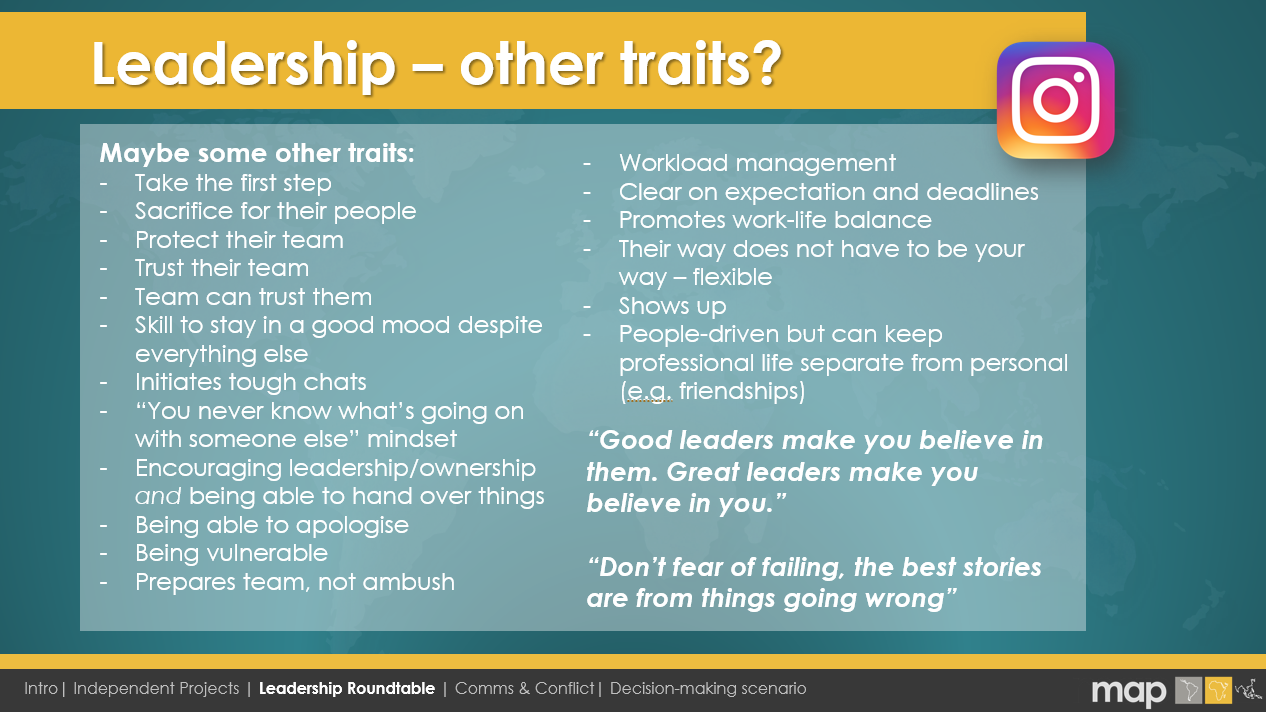 Leadership – other traits?
Maybe some other traits:
- Take the first step
- Sacrifice for their people
- Protect their team
- Trust their team
- Team can trust them
- Skill to stay in a good mood despite
everything else
- Initiates tough chats
- “You never know what’s going on
with someone else” mindset
- Encouraging leadership/ownership
and being able to hand over things
- Being able to apologise
- Being vulnerable
- Prepares team, not ambush
- Workload management
- Clear on expectation and deadlines
- Promotes work-life balance
- Their way does not have to be your
way – flexible
- Shows up
- People-driven but can keep
professional life separate from personal
(e.g. friendships)
“Good leaders make you believe in
them. Great leaders make you
believe in you.”
“Don’t fear of failing, the best stories
are from things going wrong”
Intro| Independent Projects | Leadership Roundtable | Comms & Conflict| Decision-making scenario
map